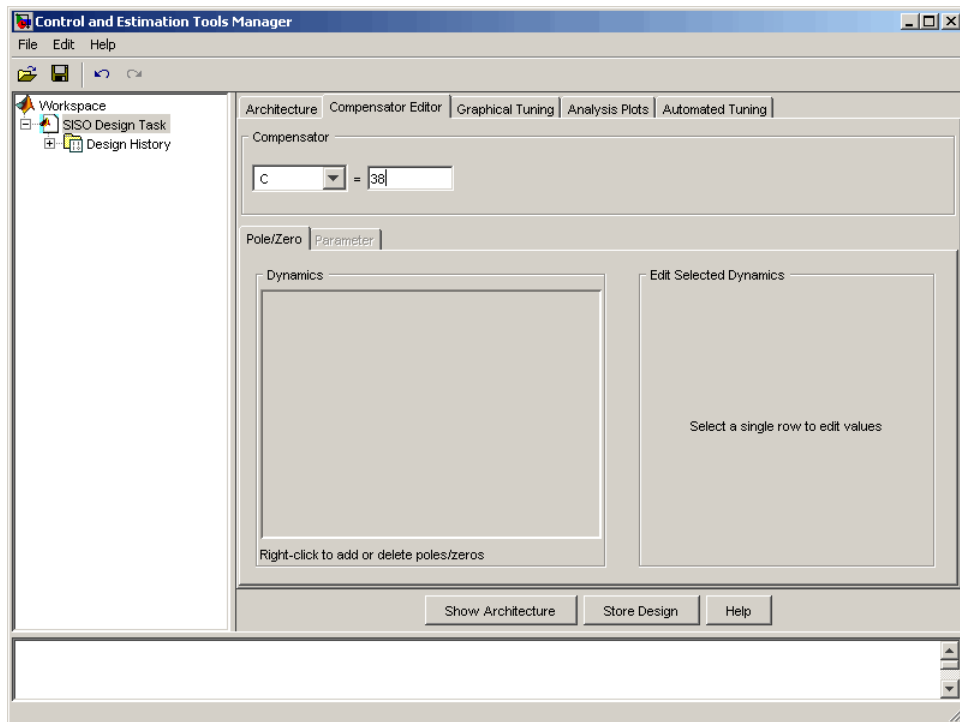 Control and Estimation Tools Manager
File Edit Help
Workspace
SISO Design Task
Design History
Architecture Compensator Editor Graphical Tuning Analysis Plots Automated Tuning
Compensator
C = 38
Pole/Zero Parameter
Dynamics
Edit Selected Dynamics
Select a single row to edit values
Right-click to add or delete poles/zeros
Show Architecture Store Design Help